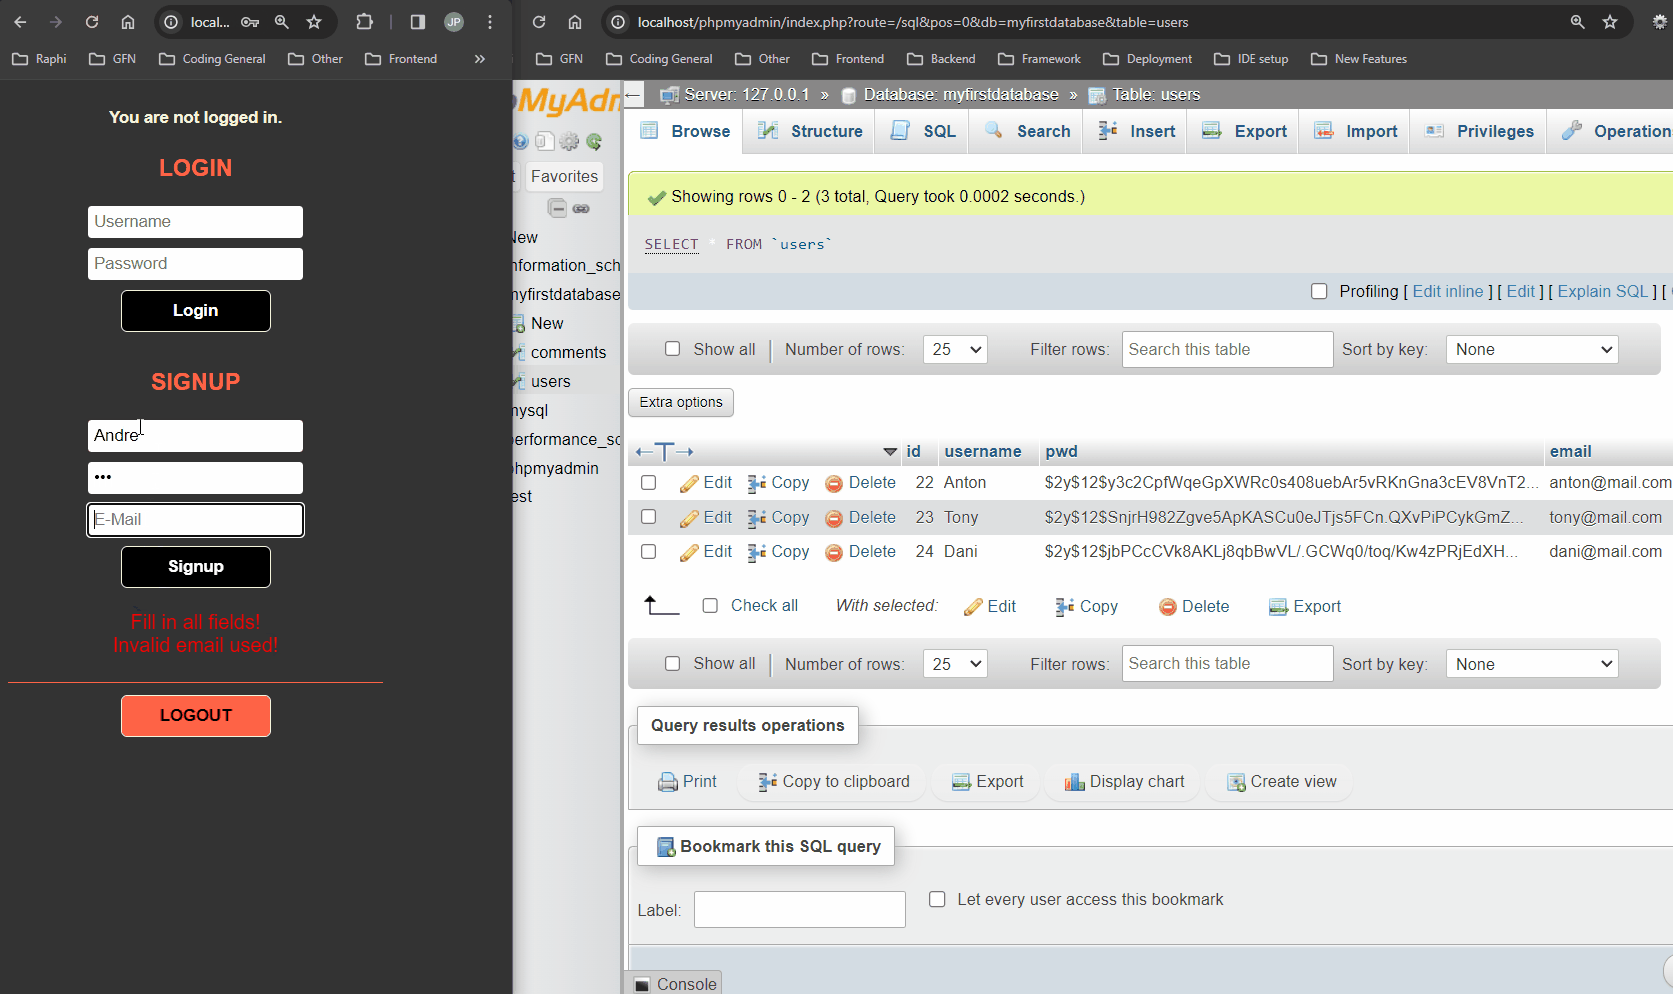 local...
JP
localhost/phpmyadmin/index.php?route=/sql&pos=0&db=myfirstdatabase&table=users
Raphi
GFN
Coding General
Other
Frontend
»
GFN
Coding General
Other
Frontend
Backend
Framework
Deployment
IDE setup
New Features
You are not logged in.
LOGIN
Username
Password
Login
SIGNUP
Andre
•••
E-Mail
Signup
Fill in all fields!
Invalid email used!
LOGOUT
MyAdm
t
Favorites
New
nformation_sch
myfirstdatabase
New
comments
users
mysql
performance_sc
phpmyadmin
est
Server: 127.0.0.1 » Database: myfirstdatabase » Table: users
Browse
Structure
SQL
Search
Insert
Export
Import
Privileges
Operation
Showing rows 0 - 2 (3 total, Query took 0.0002 seconds.)
SELECT * FROM `users`
Profiling [ Edit inline ] [ Edit ] [ Explain SQL ] [
Show all
Number of rows:
25
Filter rows:
Search this table
Sort by key:
None
Extra options
id
username
pwd
email
Edit Copy Delete 22 Anton $2y$12$y3c2CpfWqeGpXWRc0s408uebAr5vRKnGna3cEV8VnT2... anton@mail.com
Edit Copy Delete 23 Tony $2y$12$SnjrH982Zgve5ApKASCu0eJTjs5FCn.QXvPiPCykGmZ... tony@mail.com
Edit Copy Delete 24 Dani $2y$12$jbPCcCVk8AKLj8qbBwVL/.GCWq0/toq/Kw4zPRjEdXH... dani@mail.com
Check all
With selected:
Edit
Copy
Delete
Export
Show all
Number of rows:
25
Filter rows:
Search this table
Sort by key:
None
Query results operations
Print
Copy to clipboard
Export
Display chart
Create view
Bookmark this SQL query
Label:
Let every user access this bookmark
Console